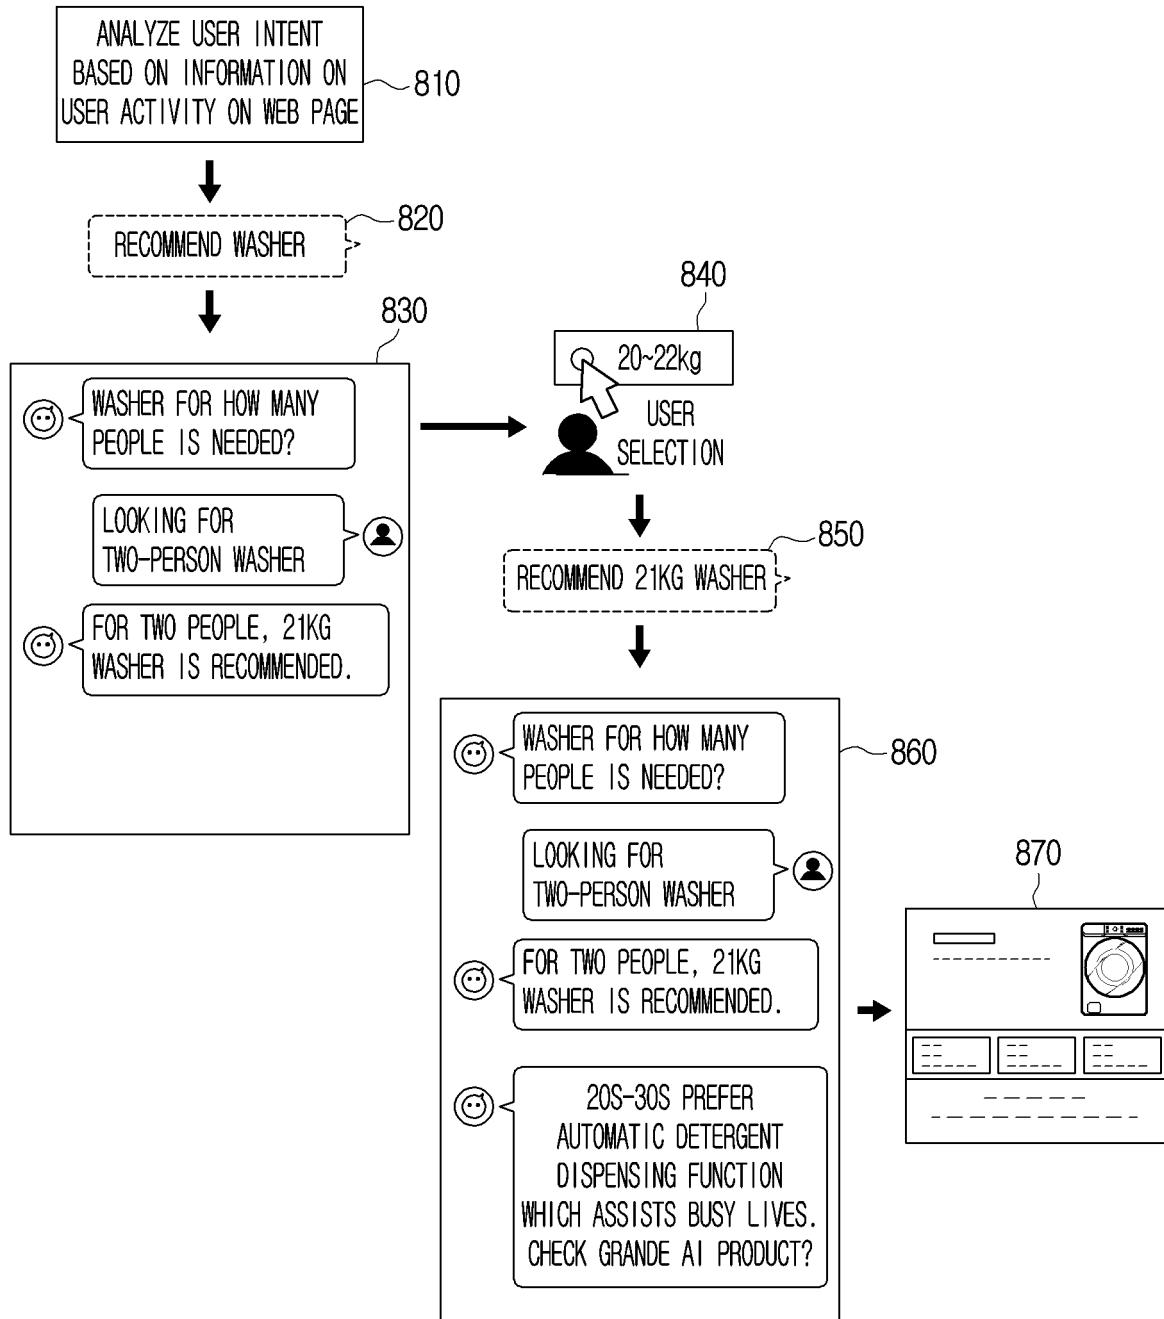 ANALYZE USER INTENT
BASED ON INFORMATION ON
USER ACTIVITY ON WEB PAGE
810
RECOMMEND WASHER
820
830
WASHER FOR HOW MANY
PEOPLE IS NEEDED?
LOOKING FOR
TWO-PERSON WASHER
FOR TWO PEOPLE, 21KG
WASHER IS RECOMMENDED.
840
20~22kg
USER
SELECTION
850
RECOMMEND 21KG WASHER
860
WASHER FOR HOW MANY
PEOPLE IS NEEDED?
LOOKING FOR
TWO-PERSON WASHER
FOR TWO PEOPLE, 21KG
WASHER IS RECOMMENDED.
20S-30S PREFER
AUTOMATIC DETERGENT
DISPENSING FUNCTION
WHICH ASSISTS BUSY LIVES.
CHECK GRANDE AI PRODUCT?
870